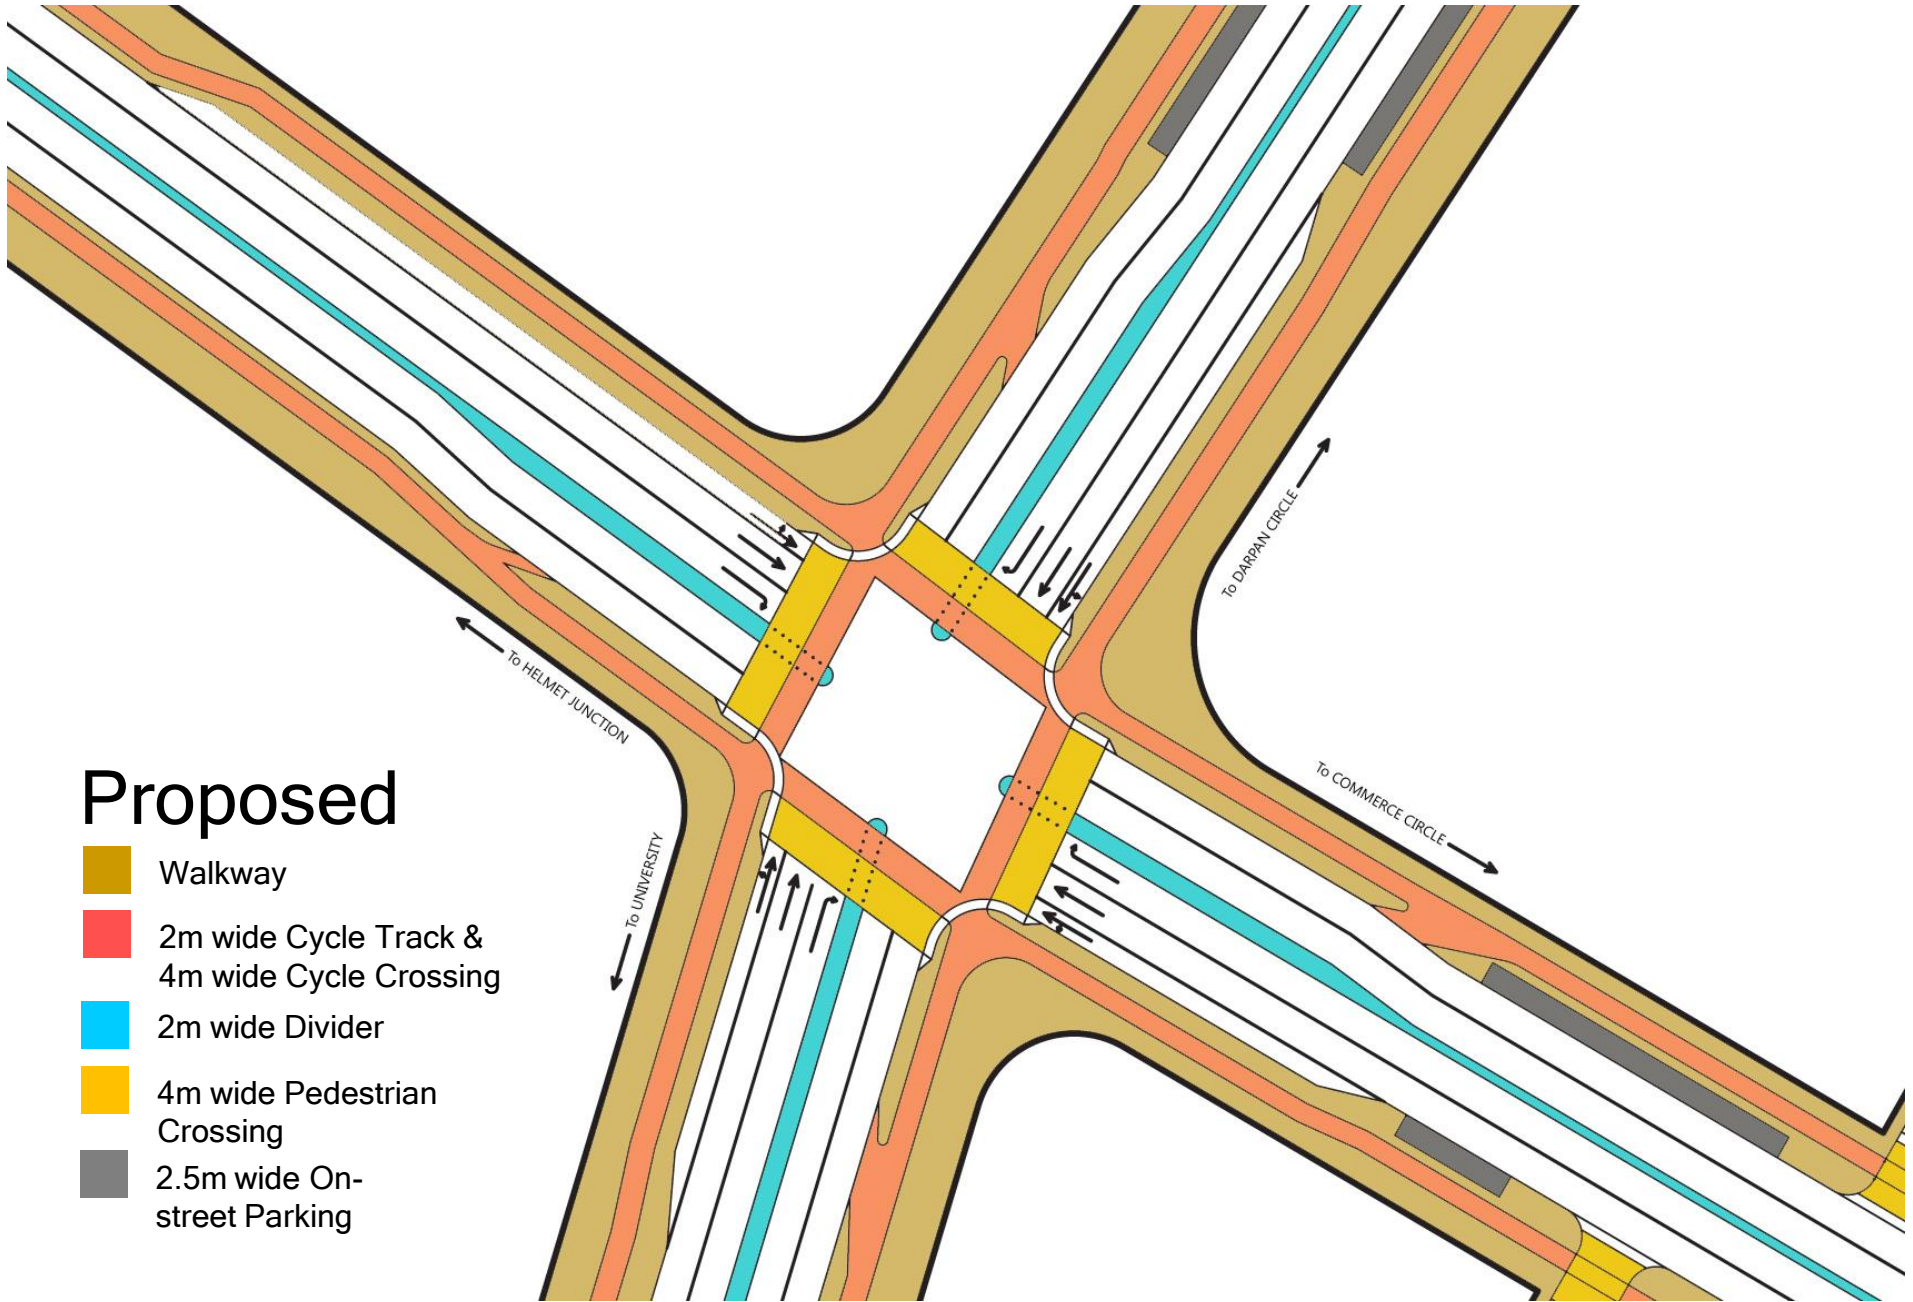 To DARPAN CIRCLE
To HELMET JUNCTION
To COMMERCE CIRCLE
To UNIVERSITY
Proposed
Walkway
2m wide Cycle Track &
4m wide Cycle Crossing
2m wide Divider
4m wide Pedestrian
Crossing
2.5m wide On-
street Parking